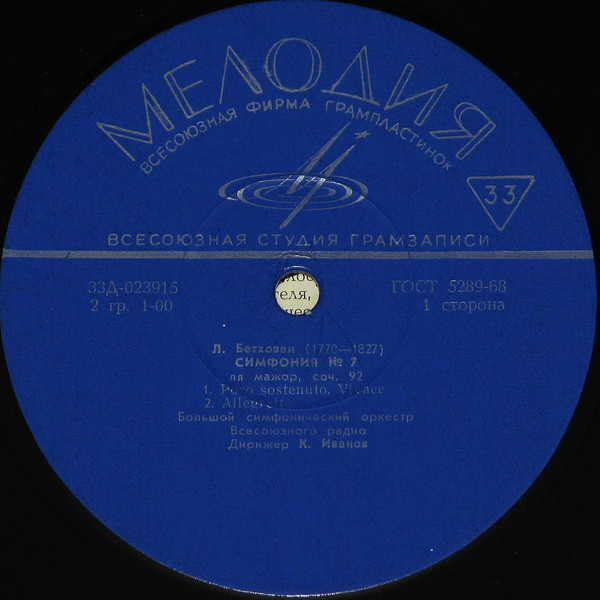 МЕЛОДИЯ
ВСЕСОЮЗНАЯ ФИРМА ГРАМПЛАСТИНОК
33
ВСЕСОЮЗНАЯ СТУДИЯ ГРАМЗАПИСИ
33Д-023915
ГОСТ 5289-68
2 гр. 1-00
1 сторона
теля,
Л. Бетховен (1770—1827)
СИМФОНИЯ № 7
ля мажор, соч. 92
1. Poco sostenuto. Vivace
2. Allegretto
Большой симфонический оркестр
Всесоюзного радио
Дирижер К. Иванов